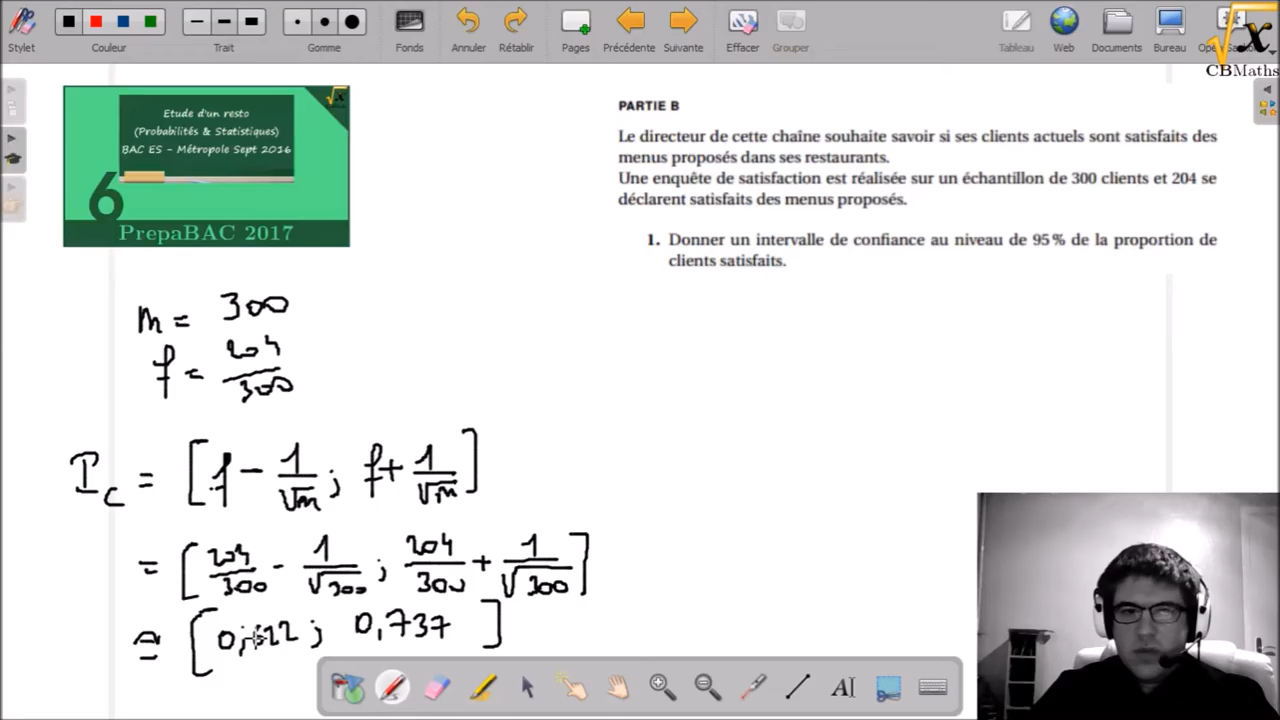 Stylet Couleur Trait Gomme Fonds Annuler Rétablir Pages Précédente Suivante Effacer Grouper Tableau Web Documents Bureau
CBMaths
Etude d'un resto
(Probabilités & Statistiques)
BAC ES - Métropole Sept 2016
6
PrepaBAC 2017
PARTIE B
Le directeur de cette chaîne souhaite savoir si ses clients actuels sont satisfaits des
menus proposés dans ses restaurants.
Une enquête de satisfaction est réalisée sur un échantillon de 300 clients et 204 se
déclarent satisfaits des menus proposés.
1. Donner un intervalle de confiance au niveau de 95 % de la proportion de
clients satisfaits.
n = 300
f = 204/300
I_c = [f - 1/√n ; f + 1/√n]
= [204/300 - 1/√300 ; 204/300 + 1/√300]
≅ [0,622 ; 0,737]